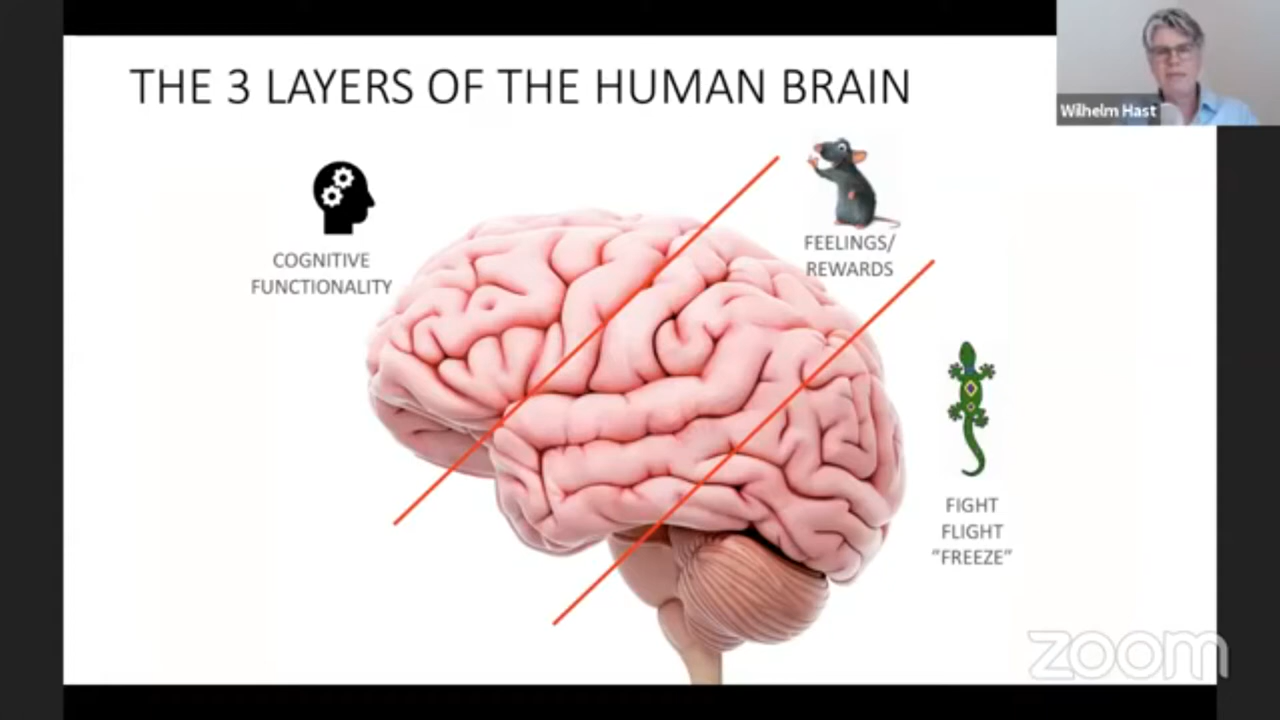 THE 3 LAYERS OF THE HUMAN BRAIN
Wilhelm Hast
COGNITIVE
FUNCTIONALITY
FEELINGS/
REWARDS
FIGHT
FLIGHT
“FREEZE”
zoom